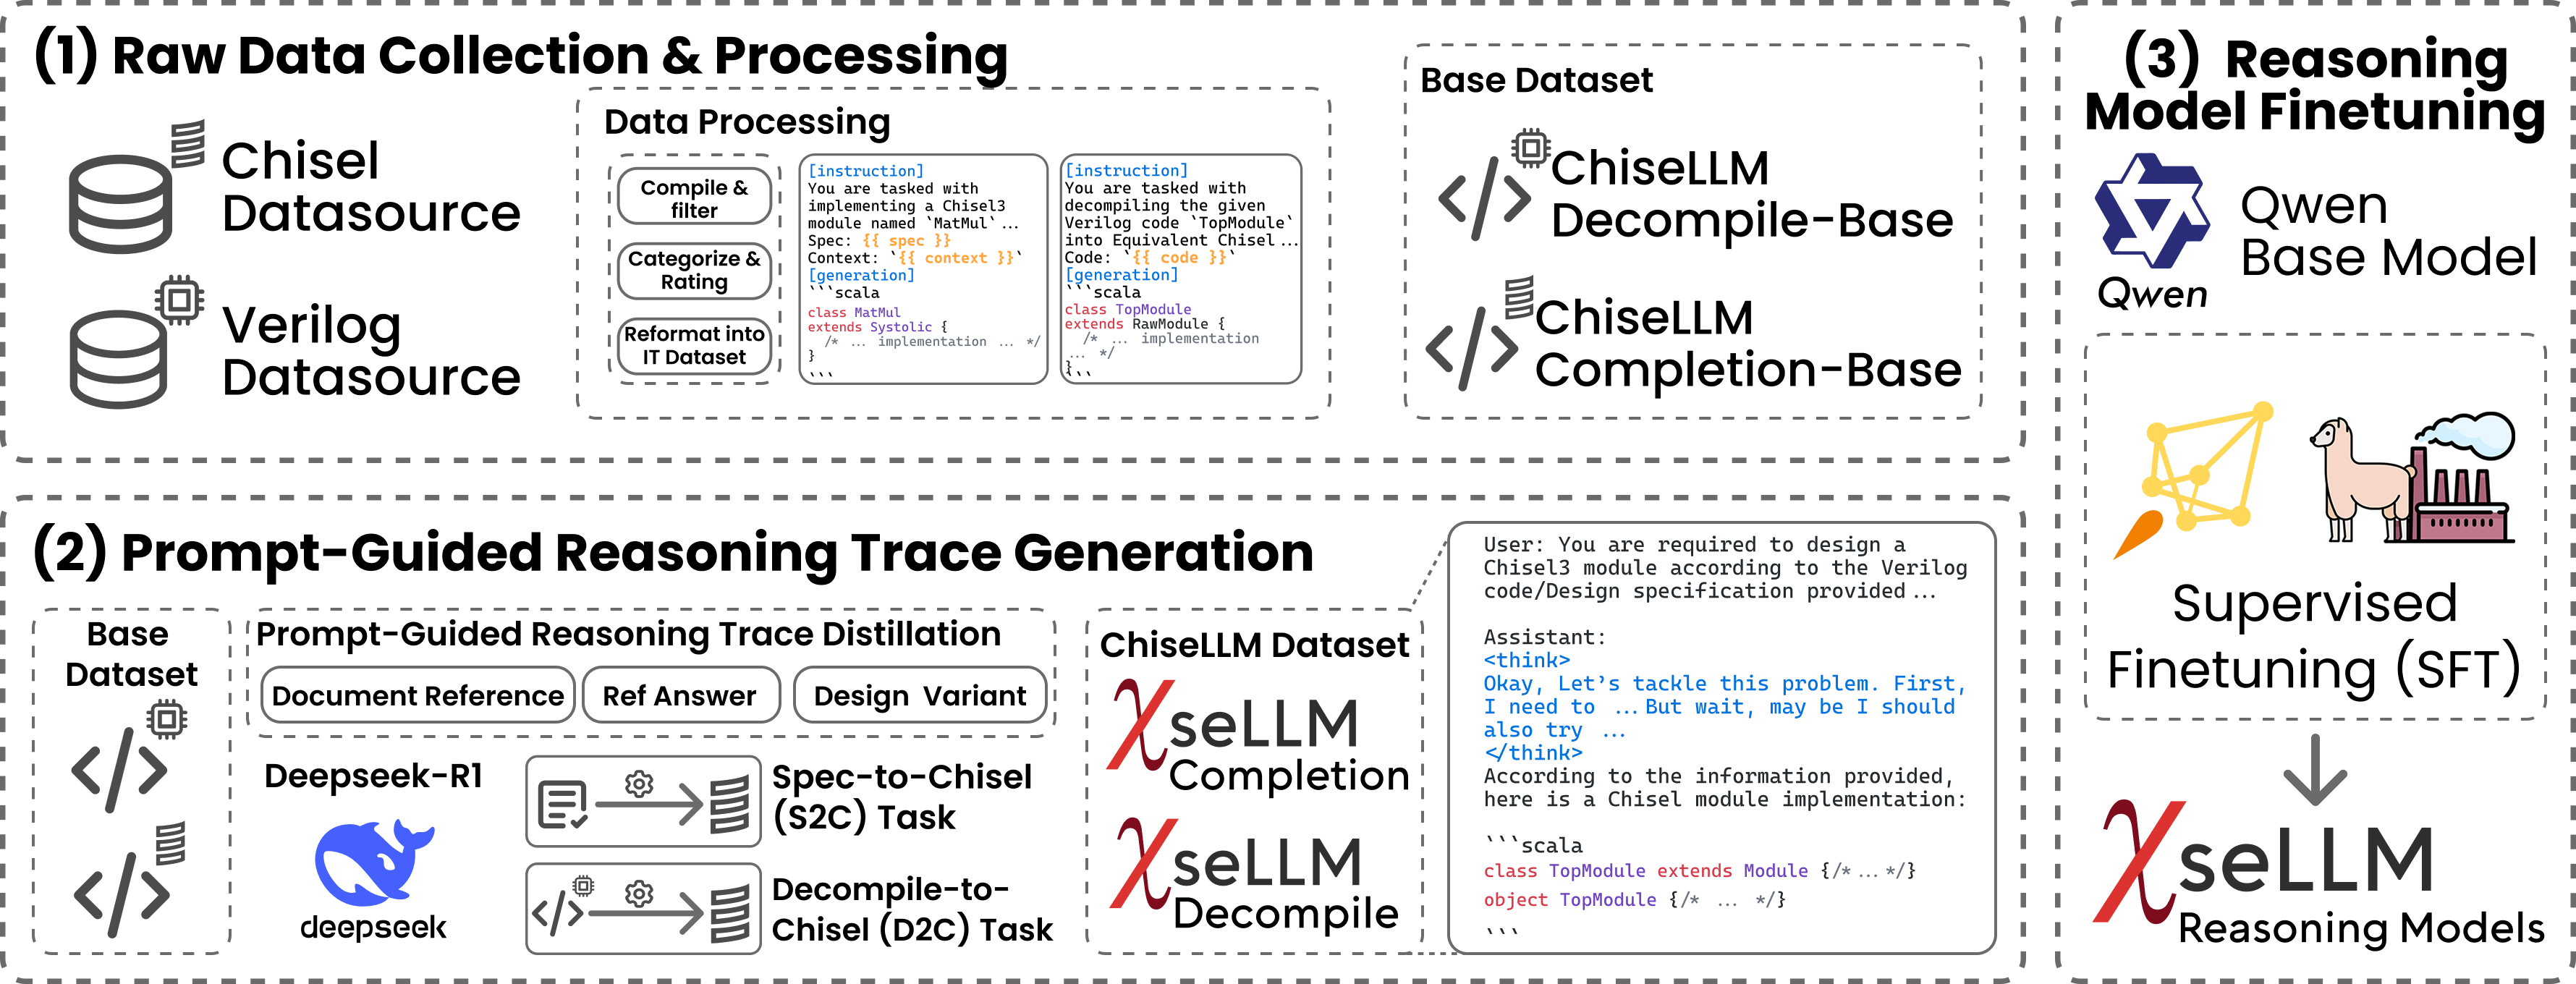 (1) Raw Data Collection & Processing
Chisel
Datasource
Verilog
Datasource
Data Processing
Compile &
filter
Categorize &
Rating
Reformat into
IT Dataset
[instruction]
You are tasked with
implementing a Chisel3
module named `MatMul` ...
Spec: {{ spec }}
Context: `{{ context }}`
[generation]
```scala
class MatMul
extends Systolic {
/* ... implementation ... */
}
```
[instruction]
You are tasked with
decompiling the given
Verilog code `TopModule`
into Equivalent Chisel ...
Code: `{{ code }}`
[generation]
```scala
class TopModule
extends RawModule {
/* ... implementation
... */
}
```
Base Dataset
ChiseLLM
Decompile-Base
ChiseLLM
Completion-Base
(2) Prompt-Guided Reasoning Trace Generation
Base
Dataset
Prompt-Guided Reasoning Trace Distillation
Document Reference
Ref Answer
Design Variant
Deepseek-R1
deepseek
Spec-to-Chisel
(S2C) Task
Decompile-to-
Chisel (D2C) Task
ChiseLLM Dataset
χseLLM
Completion
χseLLM
Decompile
User: You are required to design a
Chisel3 module according to the Verilog
code/Design specification provided ...
Assistant:
<think>
Okay, Let’s tackle this problem. First,
I need to ... But wait, may be I should
also try ...
</think>
According to the information provided,
here is a Chisel module implementation:
```scala
class TopModule extends Module {/* ... */}
object TopModule {/* ... */}
```
(3) Reasoning
Model Finetuning
Qwen
Qwen
Base Model
Supervised
Finetuning (SFT)
χseLLM
Reasoning Models